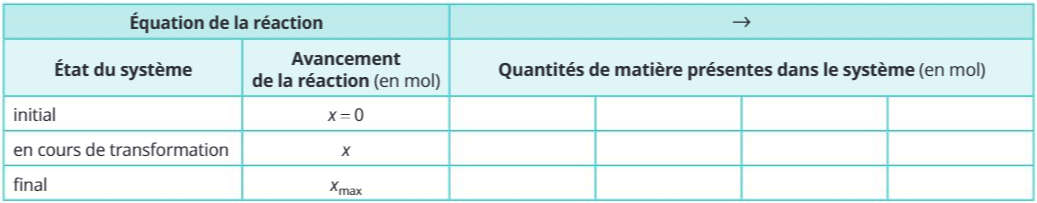 Équation de la réaction →
État du système
Avancement
de la réaction (en mol)
Quantités de matière présentes dans le système (en mol)
initial x = 0
en cours de transformation x
final xmax